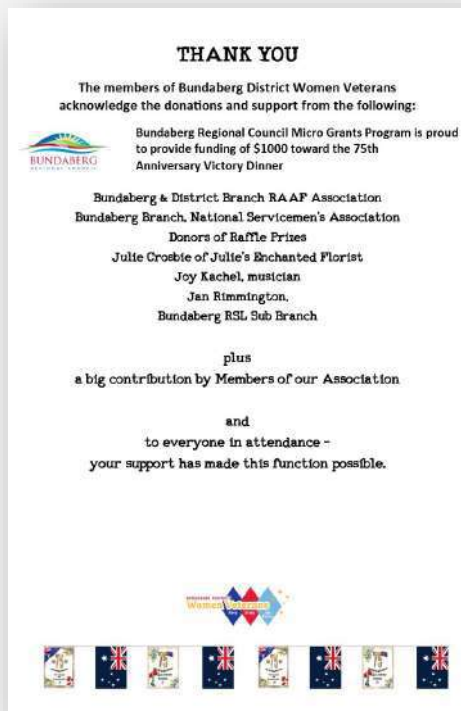 THANK YOU
The members of Bundaberg District Women Veterans
acknowledge the donations and support from the following:
Bundaberg Regional Council Micro Grants Program is proud
to provide funding of $1000 toward the 75th
Anniversary Victory Dinner
BUNDABERG
REGIONAL COUNCIL
Bundaberg & District Branch RAAF Association
Bundaberg Branch, National Servicemen's Association
Donors of Raffle Prizes
Julie Crosbie of Julie's Enchanted Florist
Joy Kachel, musician
Jan Rimmington,
Bundaberg RSL Sub Branch
plus
a big contribution by Members of our Association
and
to everyone in attendance -
your support has made this function possible.
Women Veterans